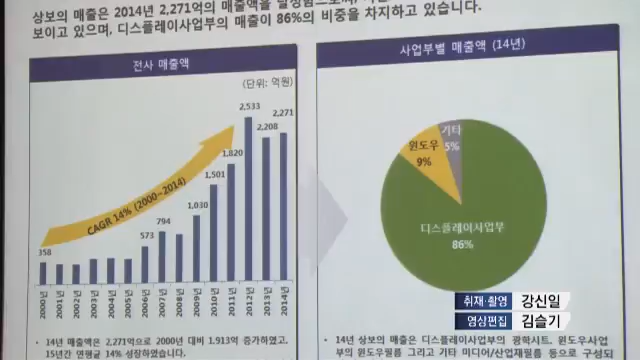 상보의 매출은 2014년 2,271억의 매출액을
보이고 있으며, 디스플레이사업부의 매출이 86%의 비중을 차지하고 있습니다.
전사 매출액
(단위: 억원)
358
573
794
1,030
1,501
1,820
2,533
2,208
2,271
CAGR 14% (2000~2014)
2000년
2001년
2002년
2003년
2004년
2005년
2006년
2007년
2008년
2009년
2010년
2011년
2012년
2013년
2014년
• 14년 매출은 2,271억으로 2000년 대비 1,913억 증가하였고,
15년간 연평균 14% 성장하였습니다.
사업부별 매출액 (14년)
기타
5%
윈도우
9%
디스플레이사업부
86%
• 14년 상보의 매출은 디스플레이사업부의 광학시트, 윈도우사업
부의 윈도우필름 그리고 기타 미디어/산업재필름 등으로 구성되
취재·촬영 강신일
영상편집 김슬기